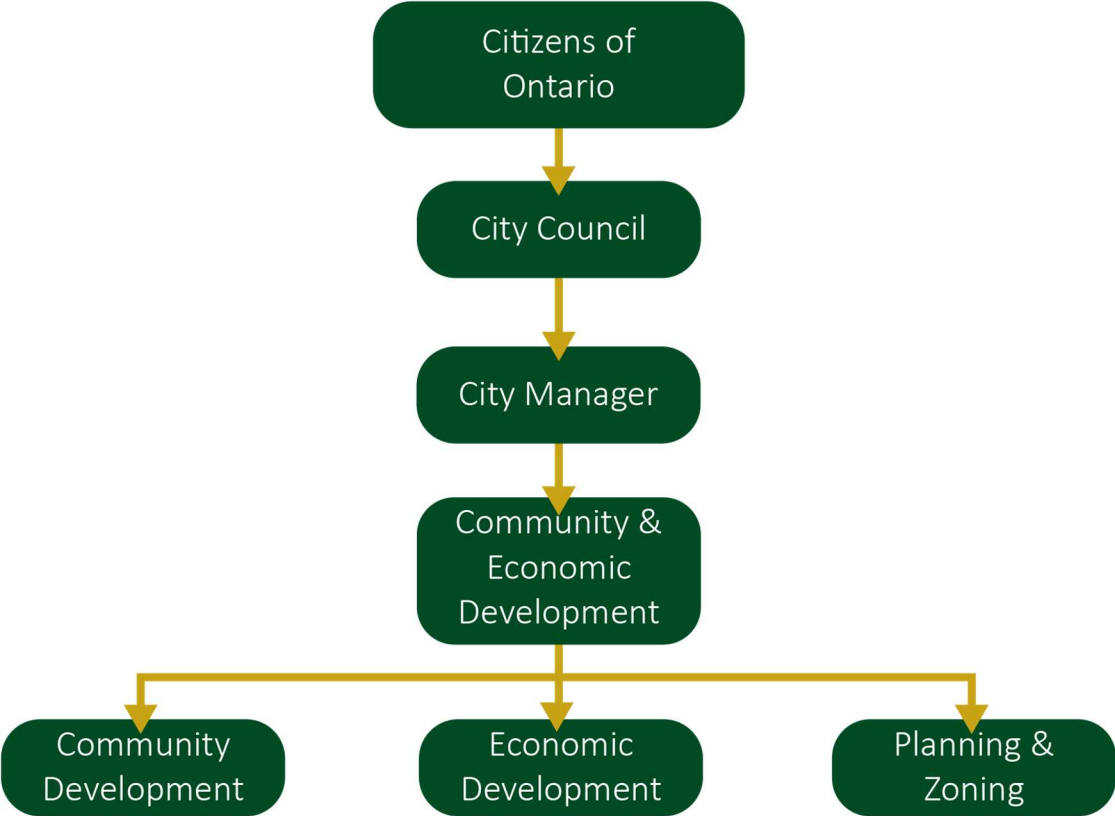 Citizens of
Ontario
City Council
City Manager
Community &
Economic
Development
Community
Development
Economic
Development
Planning &
Zoning